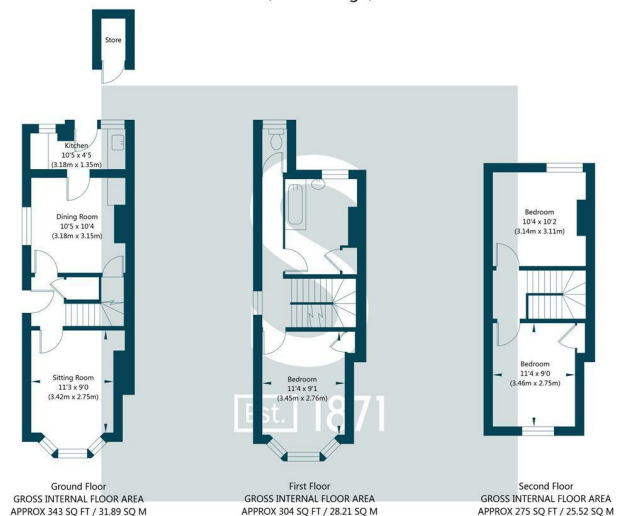 Store
Kitchen
10'5 x 4'5
(3.18m x 1.35m)
Dining Room
10'5 x 10'4
(3.18m x 3.15m)
Sitting Room
11'3 x 9'0
(3.42m x 2.75m)
Bedroom
11'4 x 9'1
(3.45m x 2.76m)
Bedroom
10'4 x 10'2
(3.14m x 3.11m)
Bedroom
11'4 x 9'0
(3.46m x 2.75m)
S
Est. 1871
Ground Floor
GROSS INTERNAL FLOOR AREA
APPROX 343 SQ FT / 31.89 SQ M
First Floor
GROSS INTERNAL FLOOR AREA
APPROX 304 SQ FT / 28.21 SQ M
Second Floor
GROSS INTERNAL FLOOR AREA
APPROX 275 SQ FT / 25.52 SQ M